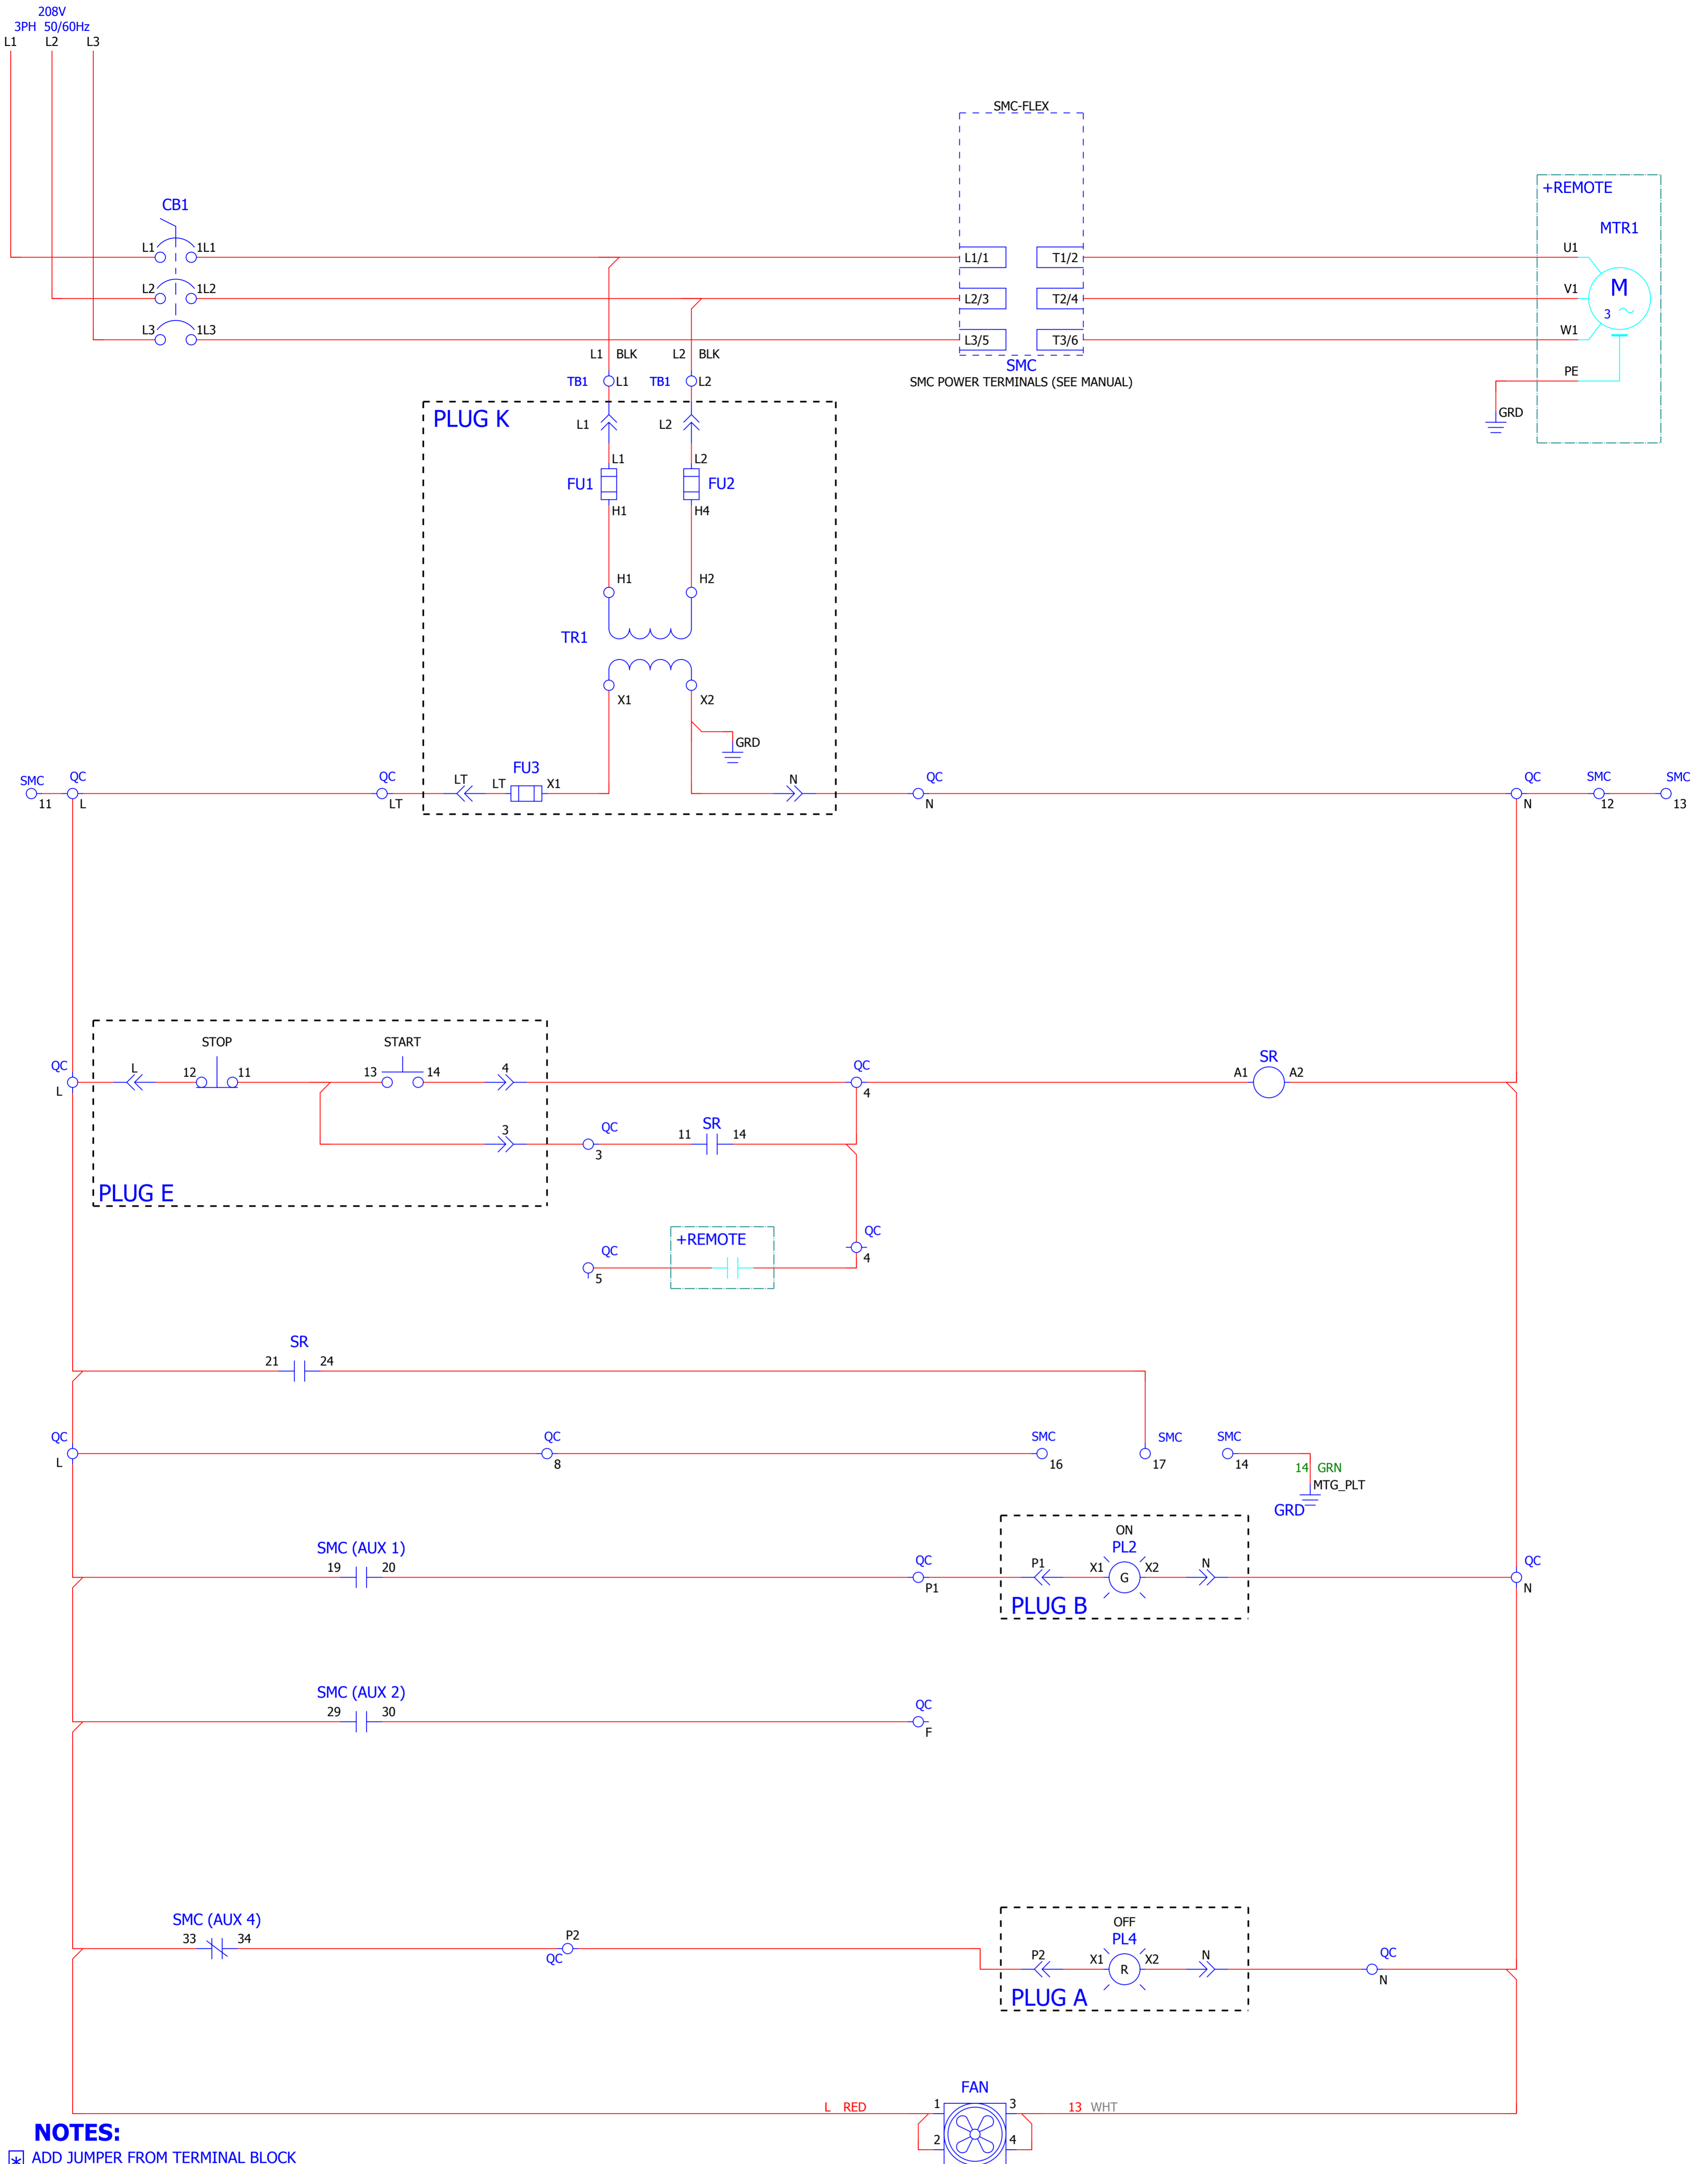 208V
3PH 50/60Hz
L1 L2 L3
SMC-FLEX
+REMOTE
CB1
MTR1
L1 1L1
L1/1 T1/2
U1
L2 1L2
L2/3 T2/4
V1
M
3
L3 1L3
L3/5 T3/6
W1
L1 BLK L2 BLK
SMC
PE
TB1 L1 TB1 L2
SMC POWER TERMINALS (SEE MANUAL)
PLUG K
L1 L2
GRD
L1 L2
FU1 FU2
H1 H4
H1 H2
TR1
X1 X2
GRD
SMC QC QC LT LT FU3 X1 N QC QC SMC SMC
11 L LT N N 12 13
STOP START
QC L 12 11 13 14 4 QC SR
L 4 A1 A2
3 QC 11 SR 14
3
PLUG E
+REMOTE
QC QC
5 4
SR
21 24
QC QC SMC SMC SMC
L 8 16 17 14
14 GRN
MTG_PLT
GRD
ON
SMC (AUX 1) PL2
19 20 QC P1 X1 G X2 N QC
P1 N
PLUG B
SMC (AUX 2)
29 30 QC
F
SMC (AUX 4) OFF
33 34 P2 PL4
QC P2 X1 R X2 N QC
N
PLUG A
FAN
L RED 1 3 13 WHT
2 4
NOTES:
* ADD JUMPER FROM TERMINAL BLOCK